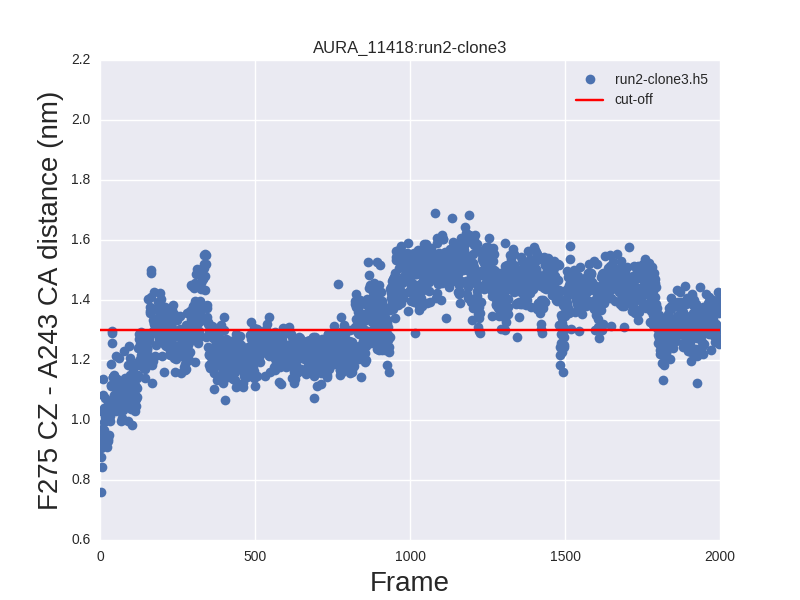 AURA_11418:run2-clone3
2.2
2.0
1.8
1.6
1.4
1.2
1.0
0.8
0.6
F275 CZ - A243 CA distance (nm)
run2-clone3.h5
cut-off
0
500
1000
1500
2000
Frame